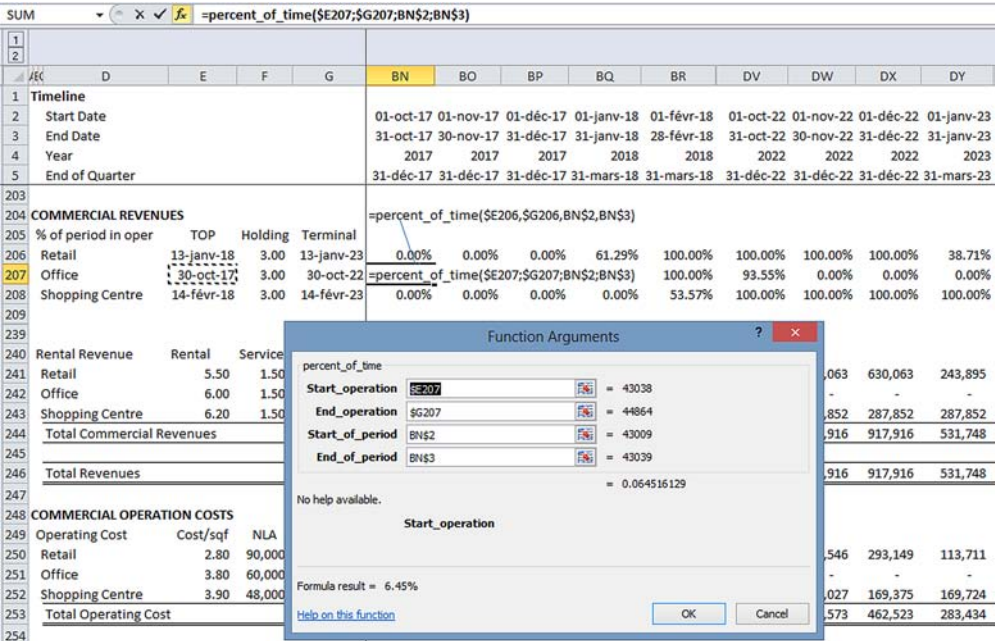 SUM =percent_of_time($E207;$G207;BN$2;BN$3)
1
2
D E F G BN BO BP BQ BR DV DW DX DY
1 Timeline
2 Start Date 01-oct-17 01-nov-17 01-déc-17 01-janv-18 01-févr-18 01-oct-22 01-nov-22 01-déc-22 01-janv-23
3 End Date 31-oct-17 30-nov-17 31-déc-17 31-janv-18 28-févr-18 31-oct-22 30-nov-22 31-déc-22 31-janv-23
4 Year 2017 2017 2017 2018 2018 2022 2022 2022 2023
5 End of Quarter 31-déc-17 31-déc-17 31-déc-17 31-mars-18 31-mars-18 31-déc-22 31-déc-22 31-déc-22 31-mars-23
203
204 COMMERCIAL REVENUES =percent_of_time($E206,$G206,BN$2,BN$3)
205 % of period in oper TOP Holding Terminal
206 Retail 13-janv-18 3.00 13-janv-23 0.00% 0.00% 0.00% 61.29% 100.00% 100.00% 100.00% 100.00% 38.71%
207 Office 30-oct-17 3.00 30-oct-22 =percent_of_time($E207;$G207;BN$2;BN$3) 100.00% 93.55% 0.00% 0.00% 0.00%
208 Shopping Centre 14-févr-18 3.00 14-févr-23 0.00% 0.00% 0.00% 0.00% 53.57% 100.00% 100.00% 100.00% 100.00%
209
239
240 Rental Revenue Rental Service
241 Retail 5.50 1.50 ,063 630,063 243,895
242 Office 6.00 1.50 - - -
243 Shopping Centre 6.20 1.50 ,852 287,852 287,852
244 Total Commercial Revenues ,916 917,916 531,748
245
246 Total Revenues ,916 917,916 531,748
247
248 COMMERCIAL OPERATION COSTS
249 Operating Cost Cost/sqf NLA
250 Retail 2.80 90,000 ,546 293,149 113,711
251 Office 3.80 60,000 - - -
252 Shopping Centre 3.90 48,000 ,027 169,375 169,724
253 Total Operating Cost ,573 462,523 283,434
254
Function Arguments ? ×
percent_of_time
Start_operation $E207 = 43038
End_operation $G207 = 44864
Start_of_period BN$2 = 43009
End_of_period BN$3 = 43039
= 0.064516129
No help available.
Start_operation
Formula result = 6.45%
Help on this function OK Cancel